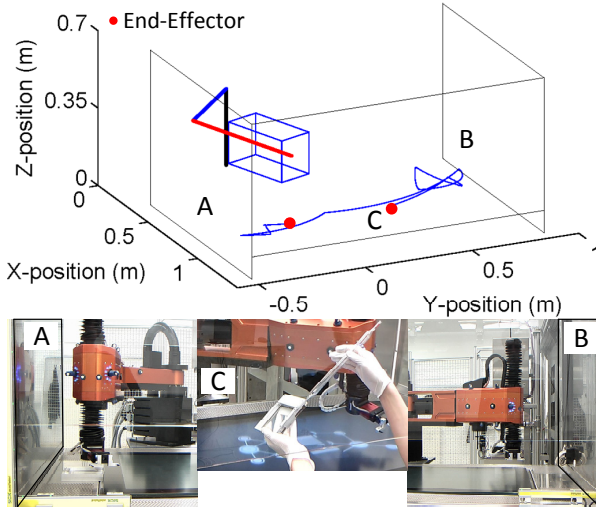 0.7
End-Effector
0.35
0
Z-position (m)
A
B
C
0
0.5
1
X-position (m)
-0.5
0
0.5
Y-position (m)
A
C
B